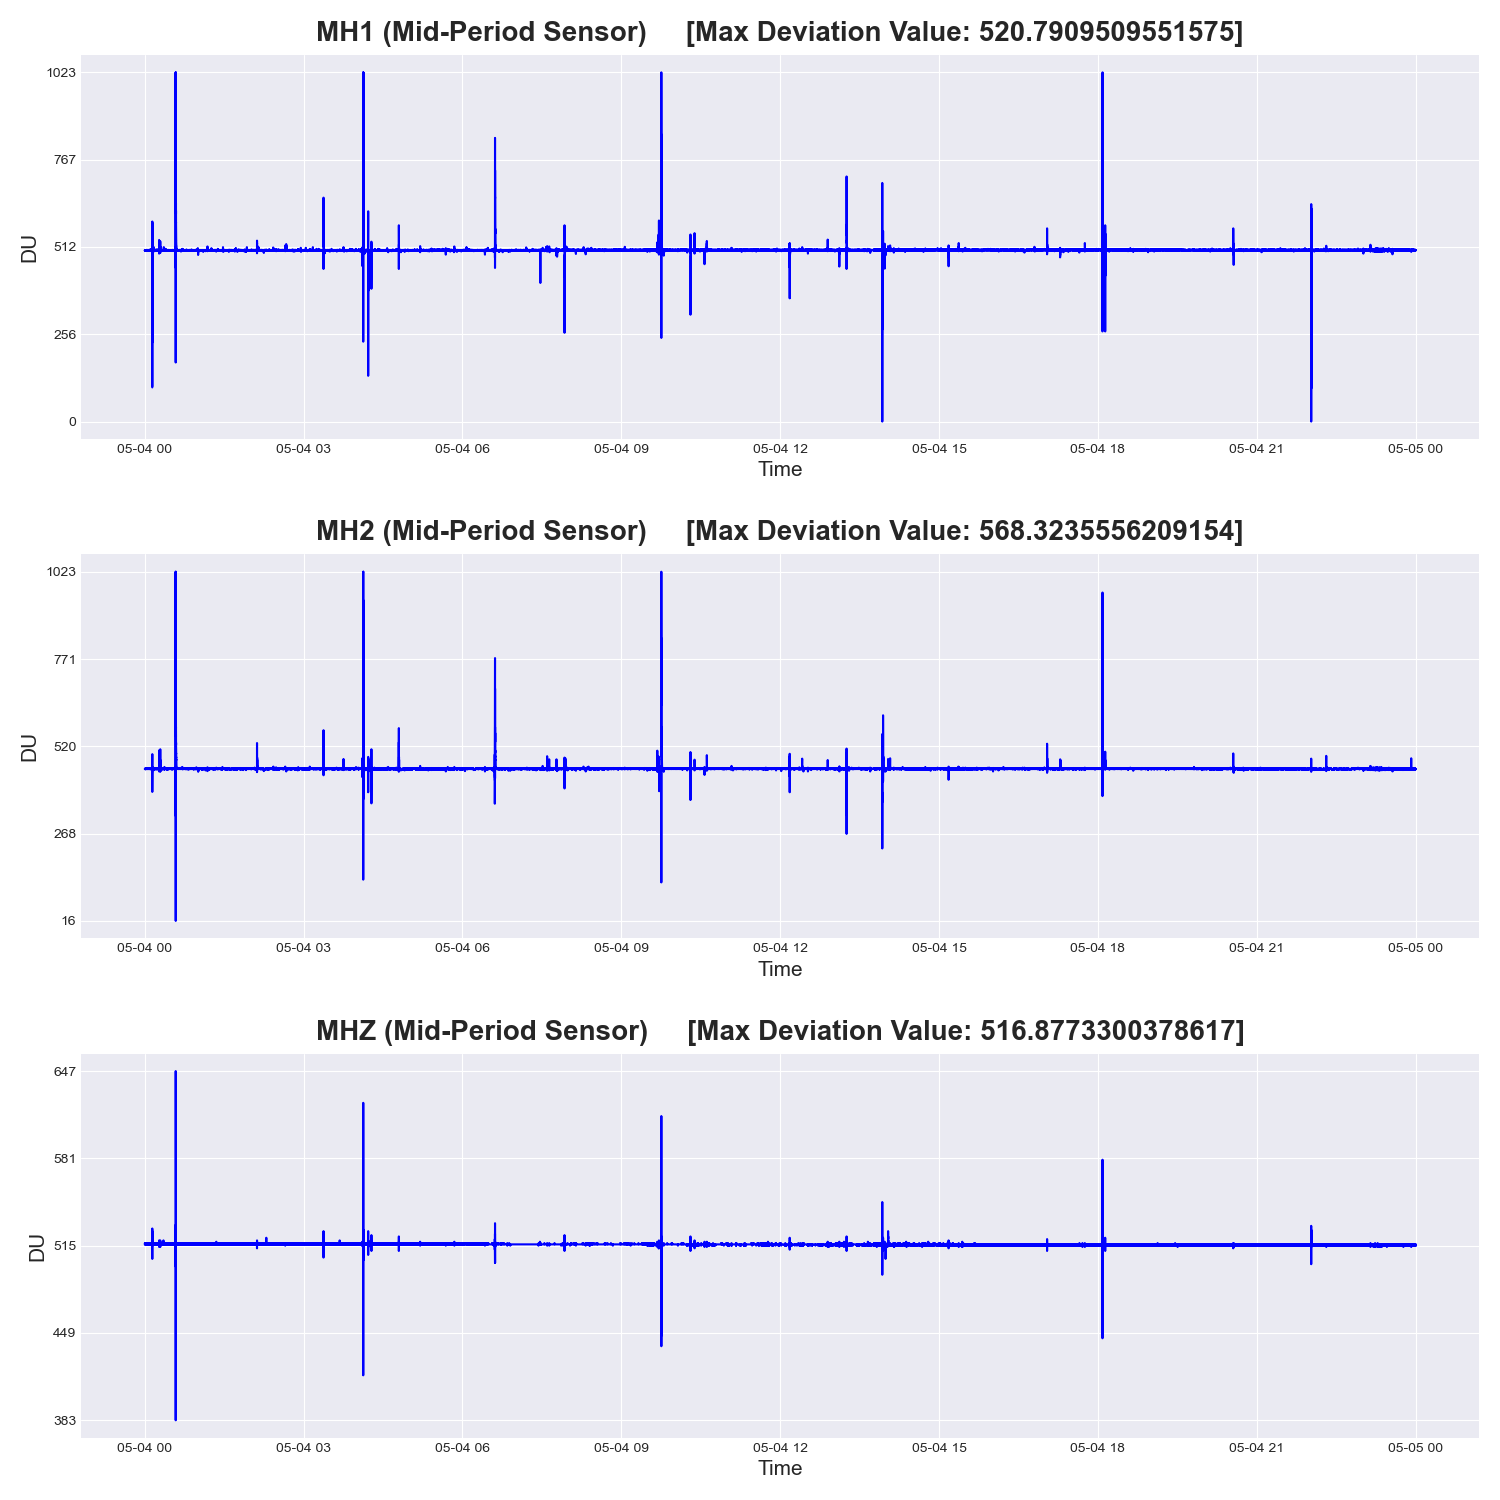 MH1 (Mid-Period Sensor) [Max Deviation Value: 520.7909509551575]
1023
767
512
256
0
DU
05-04 00 05-04 03 05-04 06 05-04 09 05-04 12 05-04 15 05-04 18 05-04 21 05-05 00
Time
MH2 (Mid-Period Sensor) [Max Deviation Value: 568.3235556209154]
1023
771
520
268
16
DU
05-04 00 05-04 03 05-04 06 05-04 09 05-04 12 05-04 15 05-04 18 05-04 21 05-05 00
Time
MHZ (Mid-Period Sensor) [Max Deviation Value: 516.8773300378617]
647
581
515
449
383
DU
05-04 00 05-04 03 05-04 06 05-04 09 05-04 12 05-04 15 05-04 18 05-04 21 05-05 00
Time